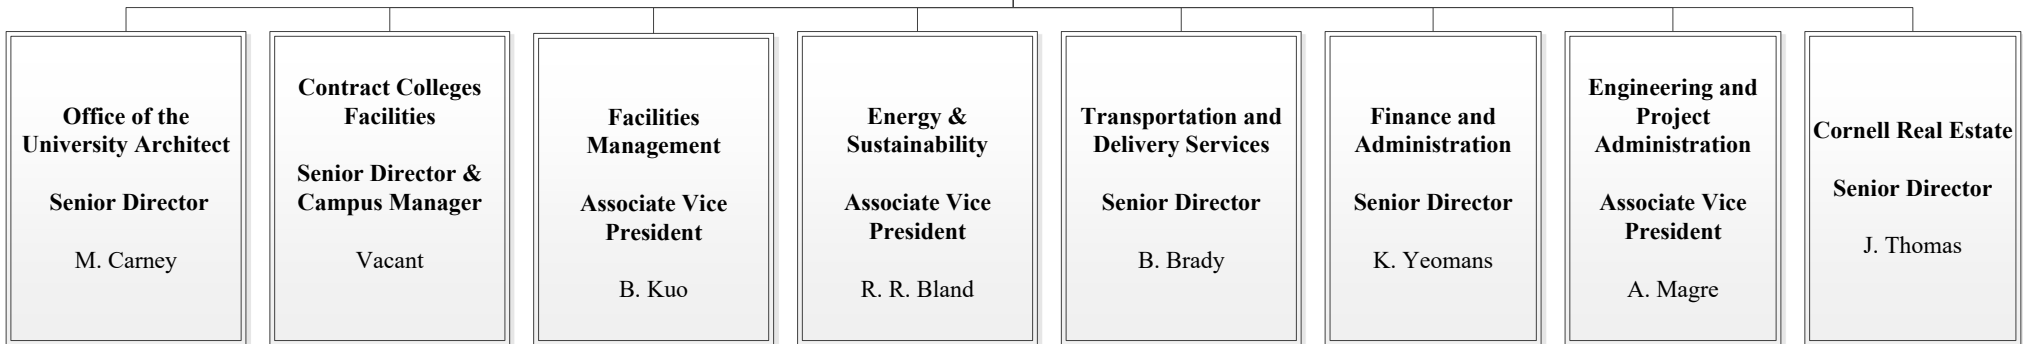 Office of the
University Architect
Senior Director
M. Carney
Contract Colleges
Facilities
Senior Director &
Campus Manager
Vacant
Facilities
Management
Associate Vice
President
B. Kuo
Energy &
Sustainability
Associate Vice
President
R. R. Bland
Transportation and
Delivery Services
Senior Director
B. Brady
Finance and
Administration
Senior Director
K. Yeomans
Engineering and
Project
Administration
Associate Vice
President
A. Magre
Cornell Real Estate
Senior Director
J. Thomas